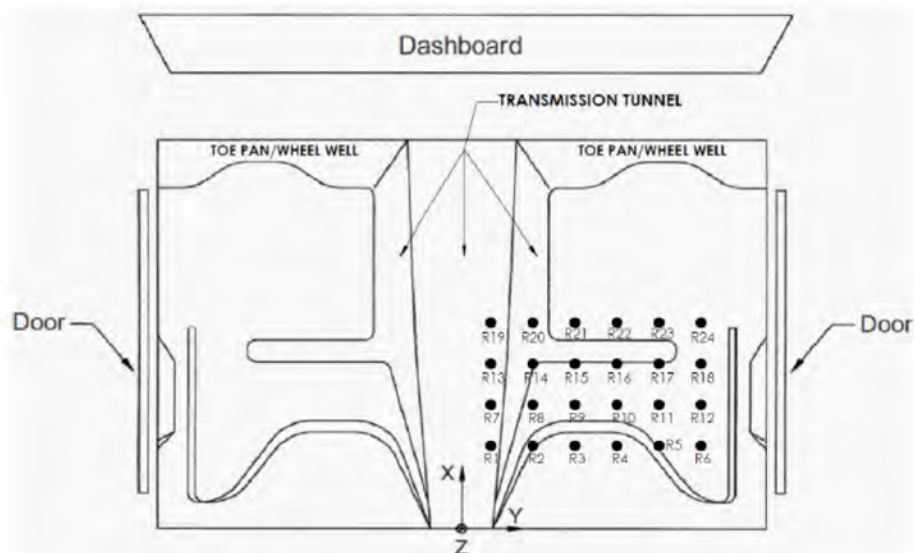 Dashboard
TRANSMISSION TUNNEL
TOE PAN/WHEEL WELL TOE PAN/WHEEL WELL
Door Door
R19 R20 R21 R22 R23 R24
R13 R14 R15 R16 R17 R18
R7 R8 R9 R10 R11 R12
R1 R2 R3 R4 R5 R6
X
Y
Z